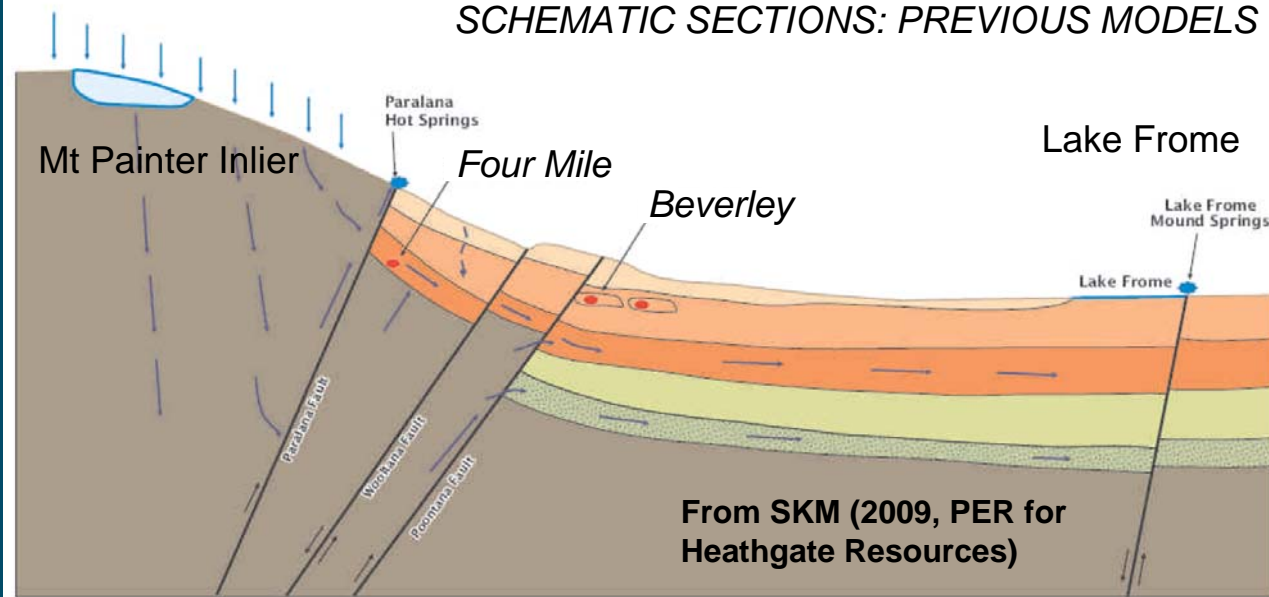 SCHEMATIC SECTIONS: PREVIOUS MODELS
Paralana
Hot Springs
Mt Painter Inlier
Four Mile
Lake Frome
Beverley
Lake Frome
Mound Springs
Lake Frome
Paralana Fault
Wooltana Fault
Poontana Fault
From SKM (2009, PER for
Heathgate Resources)